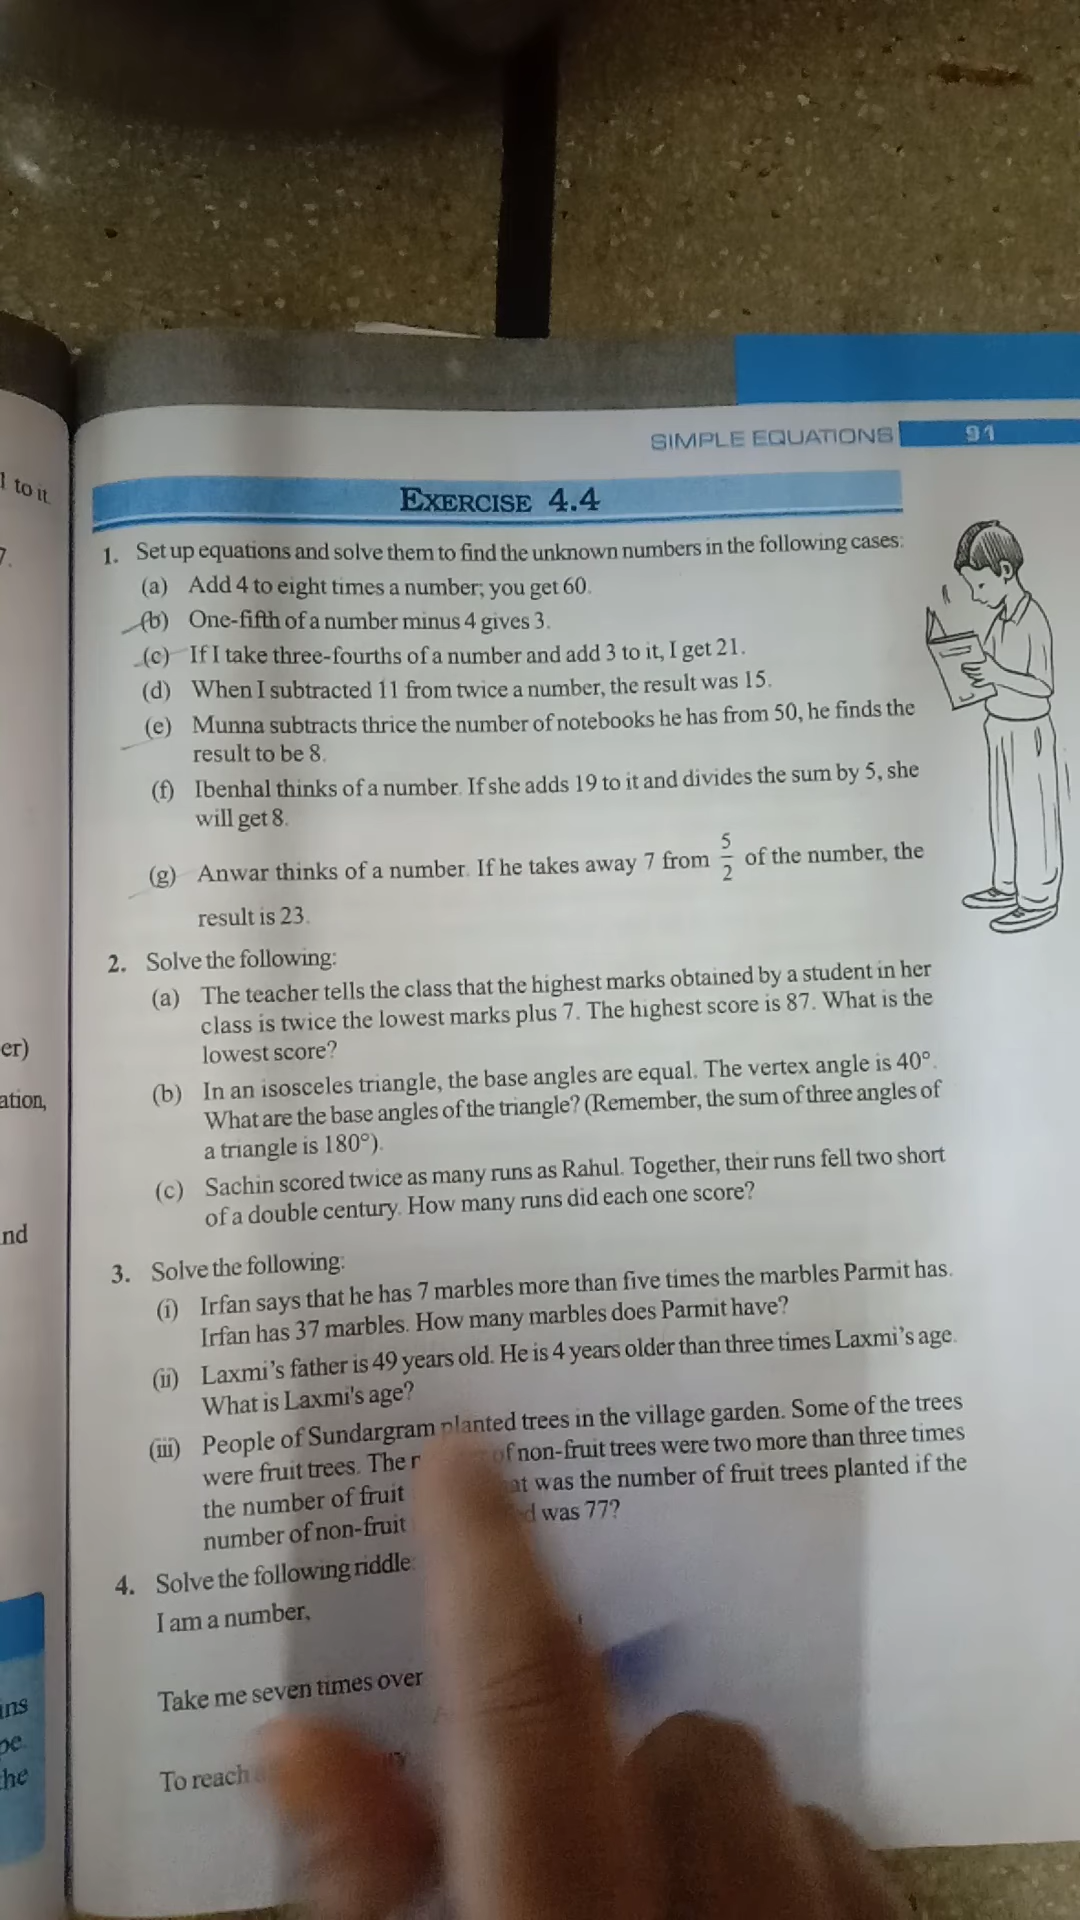 1 to it.
7.
er)
ation,
nd
ins
pe.
the
SIMPLE EQUATIONS 91
EXERCISE 4.4
1. Set up equations and solve them to find the unknown numbers in the following cases:
(a) Add 4 to eight times a number; you get 60.
(b) One-fifth of a number minus 4 gives 3.
(c) If I take three-fourths of a number and add 3 to it, I get 21.
(d) When I subtracted 11 from twice a number, the result was 15.
(e) Munna subtracts thrice the number of notebooks he has from 50, he finds the
result to be 8.
(f) Ibenhal thinks of a number. If she adds 19 to it and divides the sum by 5, she
will get 8.
(g) Anwar thinks of a number. If he takes away 7 from 5/2 of the number, the
result is 23.
2. Solve the following:
(a) The teacher tells the class that the highest marks obtained by a student in her
class is twice the lowest marks plus 7. The highest score is 87. What is the
lowest score?
(b) In an isosceles triangle, the base angles are equal. The vertex angle is 40°.
What are the base angles of the triangle? (Remember, the sum of three angles of
a triangle is 180°).
(c) Sachin scored twice as many runs as Rahul. Together, their runs fell two short
of a double century. How many runs did each one score?
3. Solve the following:
(i) Irfan says that he has 7 marbles more than five times the marbles Parmit has.
Irfan has 37 marbles. How many marbles does Parmit have?
(ii) Laxmi's father is 49 years old. He is 4 years older than three times Laxmi's age.
What is Laxmi's age?
(iii) People of Sundargram planted trees in the village garden. Some of the trees
were fruit trees. The of non-fruit trees were two more than three times
the number of fruit was the number of fruit trees planted if the
number of non-fruit was 77?
4. Solve the following riddle:
I am a number,
Take me seven times over
To reach